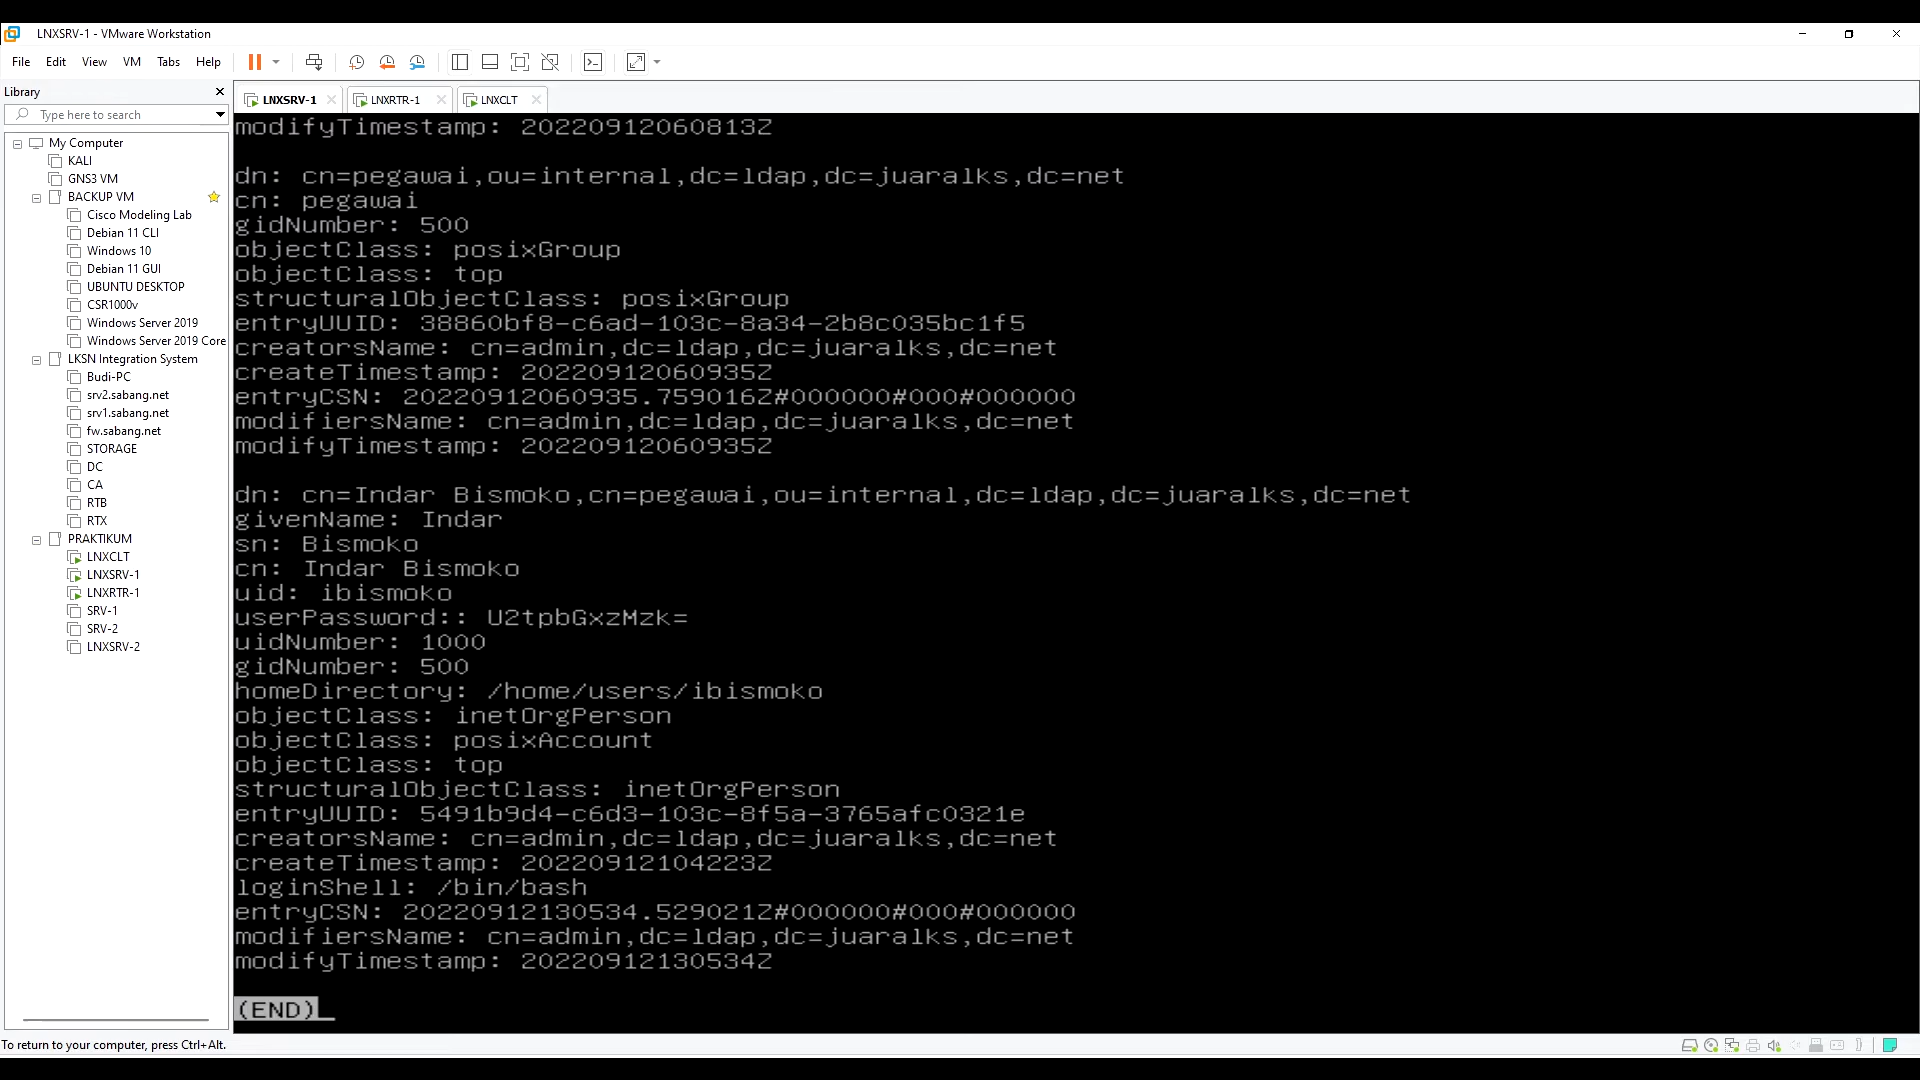 LNXSRV-1 - VMware Workstation
File Edit View VM Tabs Help
Library
Type here to search
My Computer
KALI
GNS3 VM
BACKUP VM
Cisco Modeling Lab
Debian 11 CLI
Windows 10
Debian 11 GUI
UBUNTU DESKTOP
CSR1000v
Windows Server 2019
Windows Server 2019 Core
LKSN Integration System
Budi-PC
srv2.sabang.net
srv1.sabang.net
fw.sabang.net
STORAGE
DC
CA
RTB
RTX
PRAKTIKUM
LNXCLT
LNXSRV-1
LNXRTR-1
SRV-1
SRV-2
LNXSRV-2
LNXSRV-1 LNXRTR-1 LNXCLT
modifyTimestamp: 20220912060813Z
dn: cn=pegawai,ou=internal,dc=ldap,dc=juaralks,dc=net
cn: pegawai
gidNumber: 500
objectClass: posixGroup
objectClass: top
structuralObjectClass: posixGroup
entryUUID: 38860bf8-c6ad-103c-8a34-2b8c035bc1f5
creatorsName: cn=admin,dc=ldap,dc=juaralks,dc=net
createTimestamp: 20220912060935Z
entryCSN: 20220912060935.759016Z#000000#000#000000
modifiersName: cn=admin,dc=ldap,dc=juaralks,dc=net
modifyTimestamp: 20220912060935Z
dn: cn=Indar Bismoko,cn=pegawai,ou=internal,dc=ldap,dc=juaralks,dc=net
givenName: Indar
sn: Bismoko
cn: Indar Bismoko
uid: ibismoko
userPassword:: U2tpbGxzMzk=
uidNumber: 1000
gidNumber: 500
homeDirectory: /home/users/ibismoko
objectClass: inetOrgPerson
objectClass: posixAccount
objectClass: top
structuralObjectClass: inetOrgPerson
entryUUID: 5491b9d4-c6d3-103c-8f5a-3765afc0321e
creatorsName: cn=admin,dc=ldap,dc=juaralks,dc=net
createTimestamp: 20220912104223Z
loginShell: /bin/bash
entryCSN: 20220912130534.529021Z#000000#000#000000
modifiersName: cn=admin,dc=ldap,dc=juaralks,dc=net
modifyTimestamp: 20220912130534Z
(END)
To return to your computer, press Ctrl+Alt.